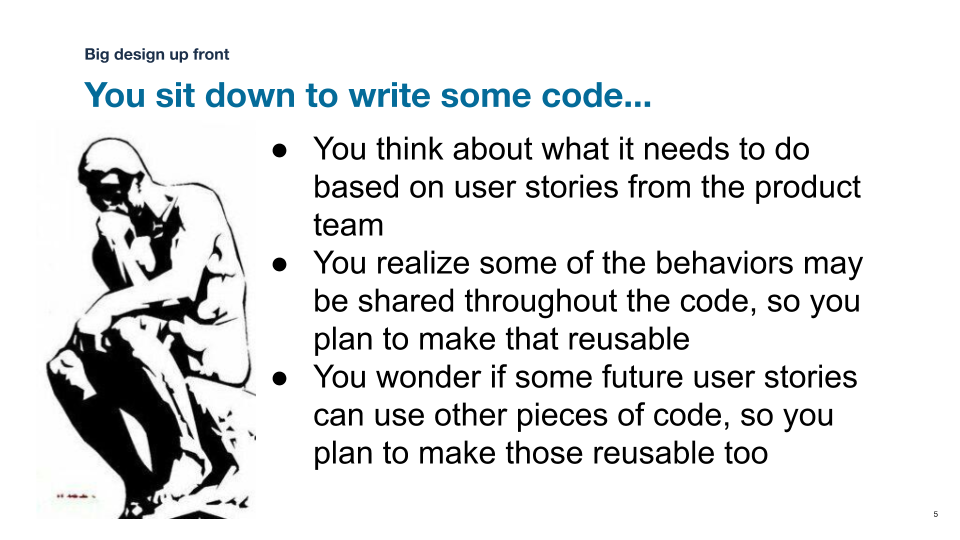 Big design up front
You sit down to write some code...
● You think about what it needs to do
based on user stories from the product
team
● You realize some of the behaviors may
be shared throughout the code, so you
plan to make that reusable
● You wonder if some future user stories
can use other pieces of code, so you
plan to make those reusable too
5